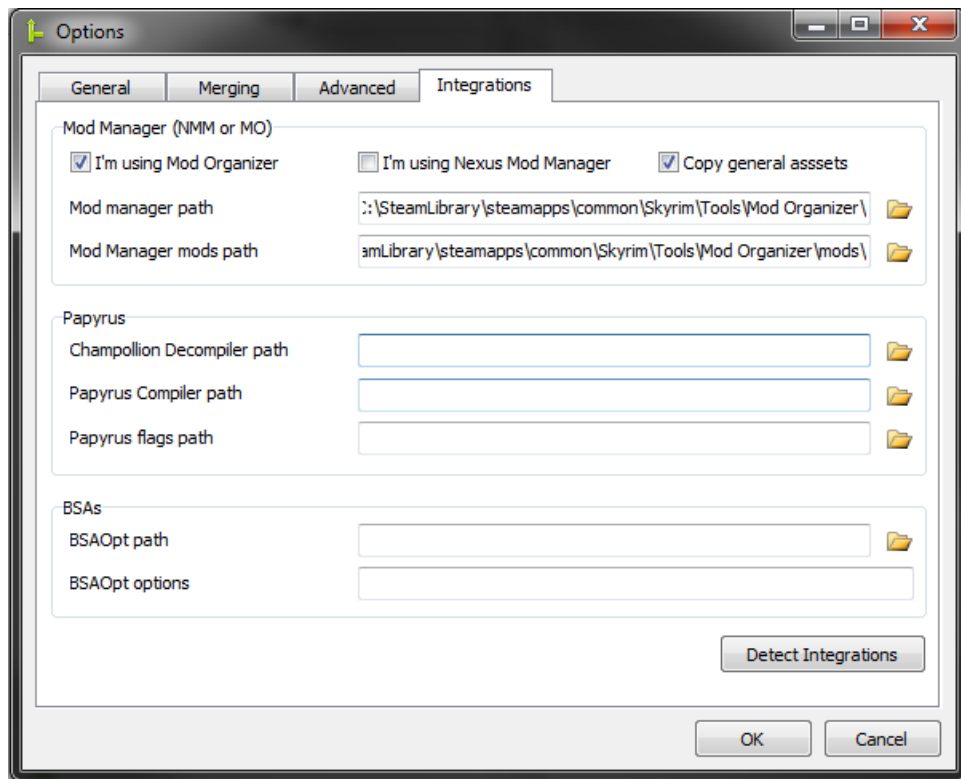 Options
General Merging Advanced Integrations
Mod Manager (NMM or MO)
I'm using Mod Organizer I'm using Nexus Mod Manager Copy general asssets
Mod manager path :\SteamLibrary\steamapps\common\Skyrim\Tools\Mod Organizer\
Mod Manager mods path amLibrary\steamapps\common\Skyrim\Tools\Mod Organizer\mods\
Papyrus
Champollion Decompiler path
Papyrus Compiler path
Papyrus flags path
BSAs
BSAOpt path
BSAOpt options
Detect Integrations
OK Cancel